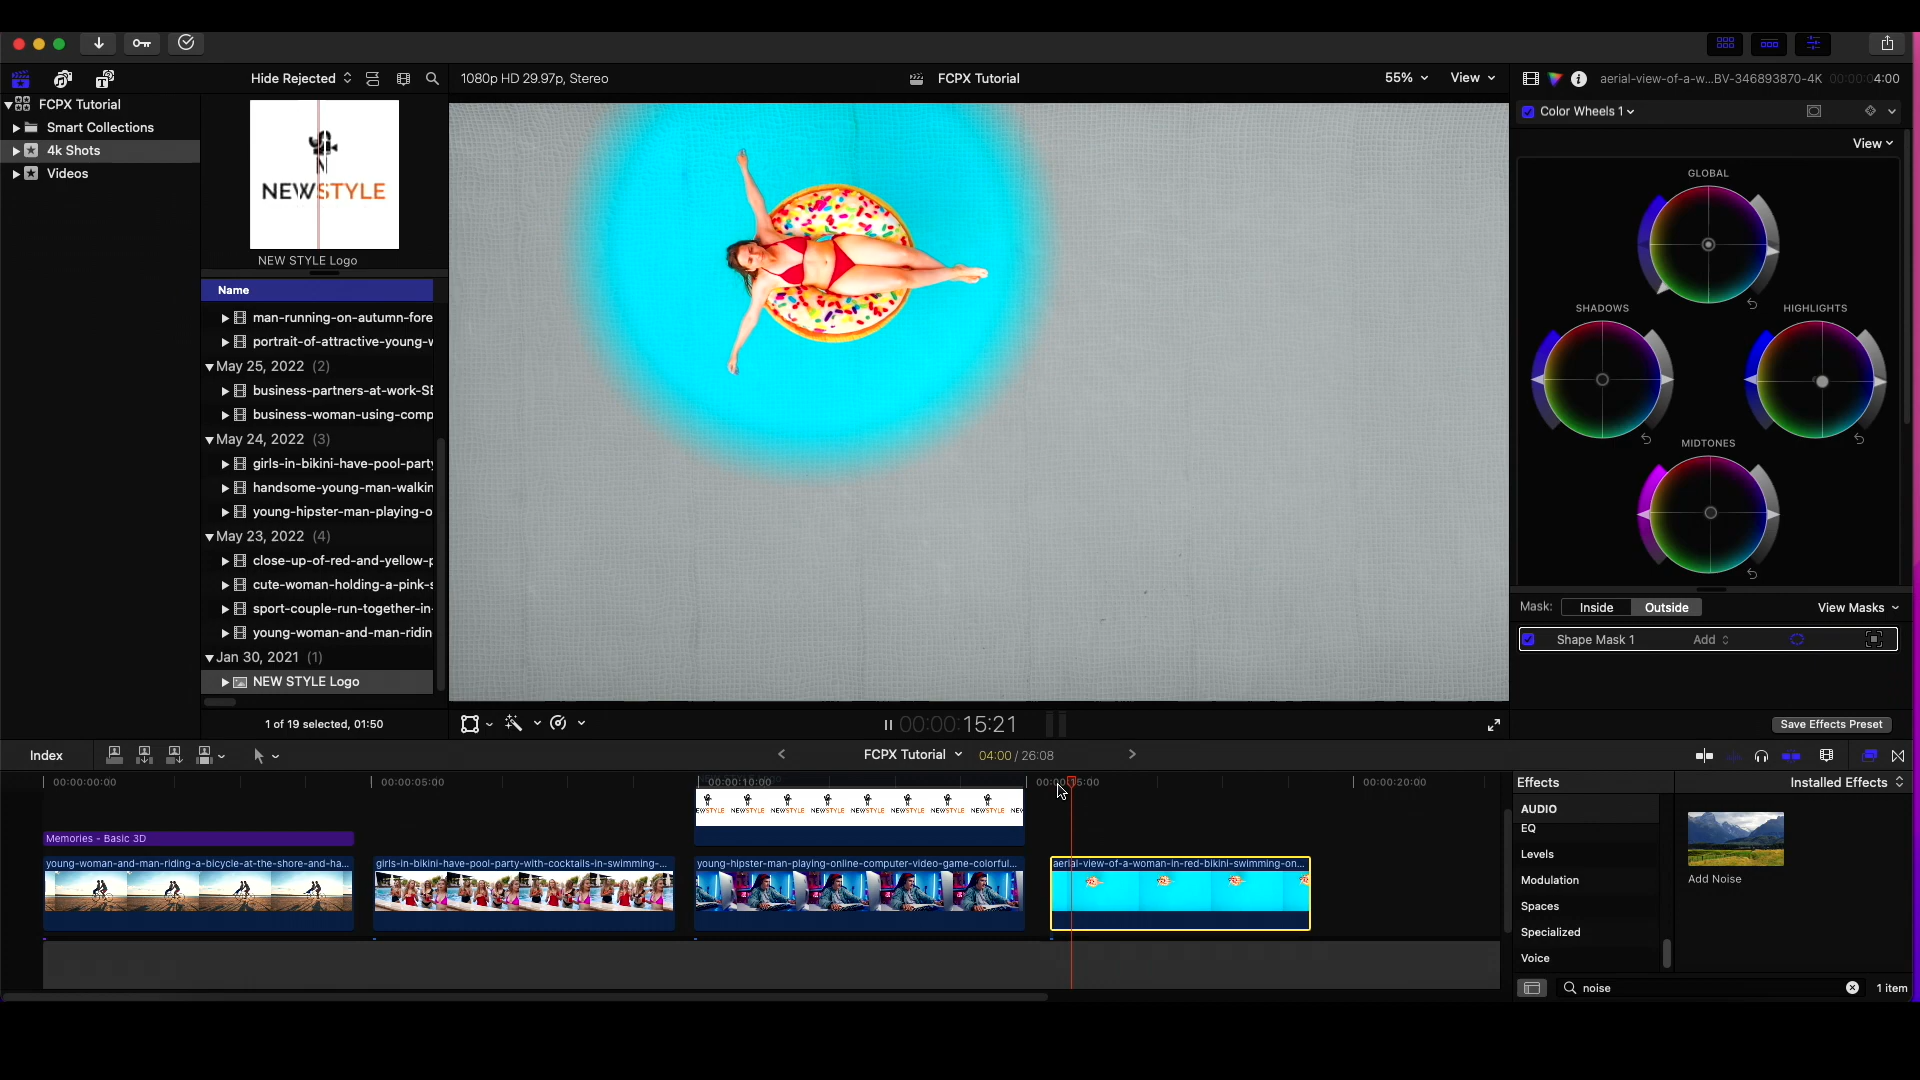 Hide Rejected
1080p HD 29.97p, Stereo
FCPX Tutorial
55%
View
aerial-view-of-a-w...BV-346893870-4K
00:00:04:00
FCPX Tutorial
Smart Collections
4k Shots
Videos
NEWSTYLE
NEW STYLE Logo
Name
man-running-on-autumn-fore
portrait-of-attractive-young-w
May 25, 2022 (2)
business-partners-at-work-SE
business-woman-using-comp
May 24, 2022 (3)
girls-in-bikini-have-pool-party
handsome-young-man-walkin
young-hipster-man-playing-o
May 23, 2022 (4)
close-up-of-red-and-yellow-p
cute-woman-holding-a-pink-s
sport-couple-run-together-in-
young-woman-and-man-ridin
Jan 30, 2021 (1)
NEW STYLE Logo
1 of 19 selected, 01:50
Color Wheels 1
View
GLOBAL
SHADOWS
HIGHLIGHTS
MIDTONES
Mask:
Inside
Outside
View Masks
Shape Mask 1
Add
Save Effects Preset
00:00:15:21
Index
FCPX Tutorial
04:00 / 26:08
00:00:00:00
00:00:05:00
00:00:10:00
00:00:15:00
00:00:20:00
Memories - Basic 3D
young-woman-and-man-riding-a-bicycle-at-the-shore-and-ha...
girls-in-bikini-have-pool-party-with-cocktails-in-swimming-...
young-hipster-man-playing-online-computer-video-game-colorful...
aerial-view-of-a-woman-in-red-bikini-swimming-on...
Effects
Installed Effects
AUDIO
EQ
Levels
Modulation
Spaces
Specialized
Voice
Add Noise
noise
1 item